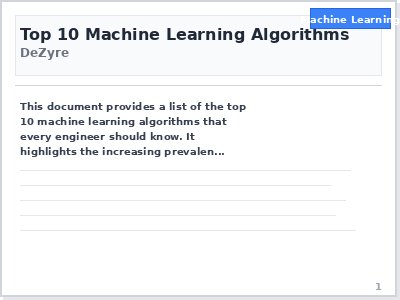 Machine Learning
Top 10 Machine Learning Algorithms
DeZyre
This document provides a list of the top
10 machine learning algorithms that
every engineer should know. It
highlights the increasing prevalen...
1